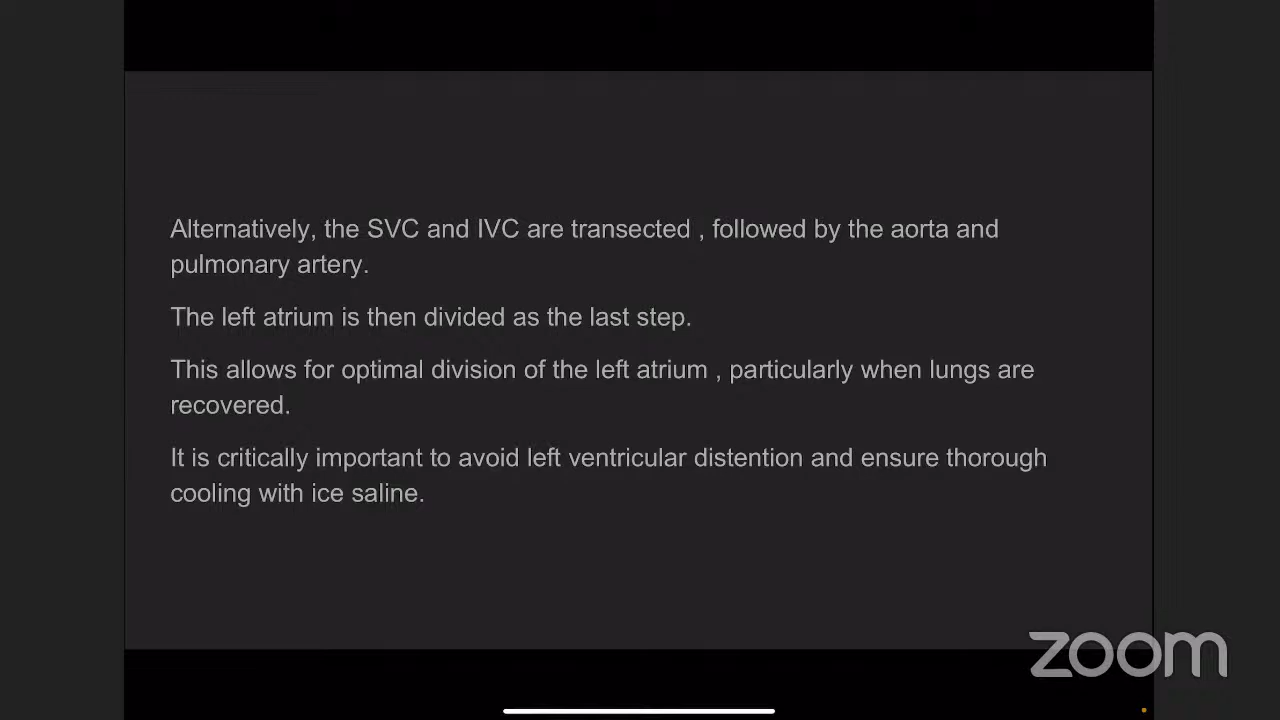 Alternatively, the SVC and IVC are transected , followed by the aorta and
pulmonary artery.
The left atrium is then divided as the last step.
This allows for optimal division of the left atrium , particularly when lungs are
recovered.
It is critically important to avoid left ventricular distention and ensure thorough
cooling with ice saline.
zoom